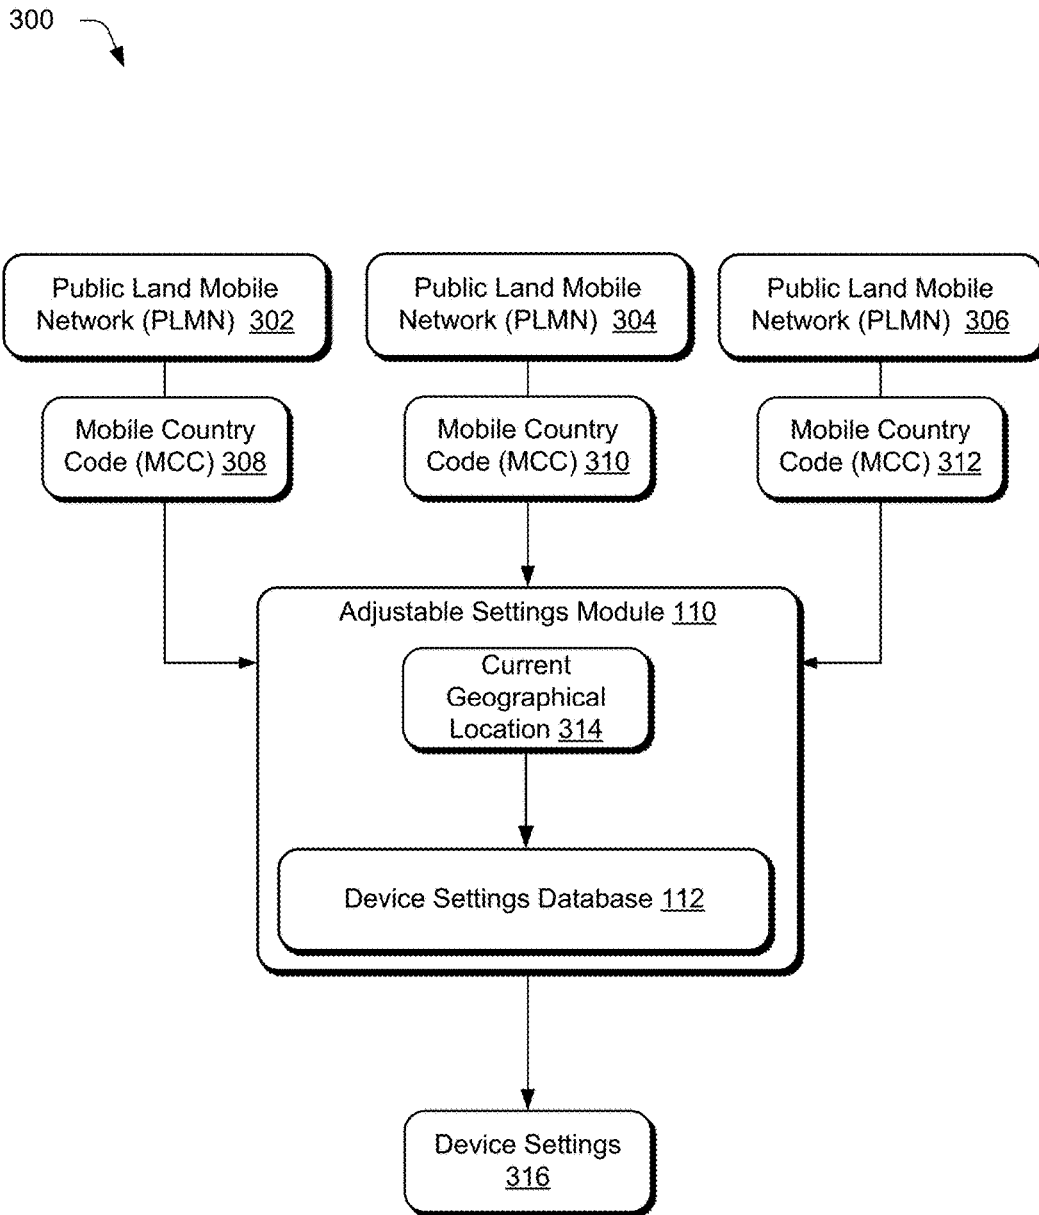 300
Public Land Mobile
Network (PLMN) 302
Public Land Mobile
Network (PLMN) 304
Public Land Mobile
Network (PLMN) 306
Mobile Country
Code (MCC) 308
Mobile Country
Code (MCC) 310
Mobile Country
Code (MCC) 312
Adjustable Settings Module 110
Current
Geographical
Location 314
Device Settings Database 112
Device Settings
316